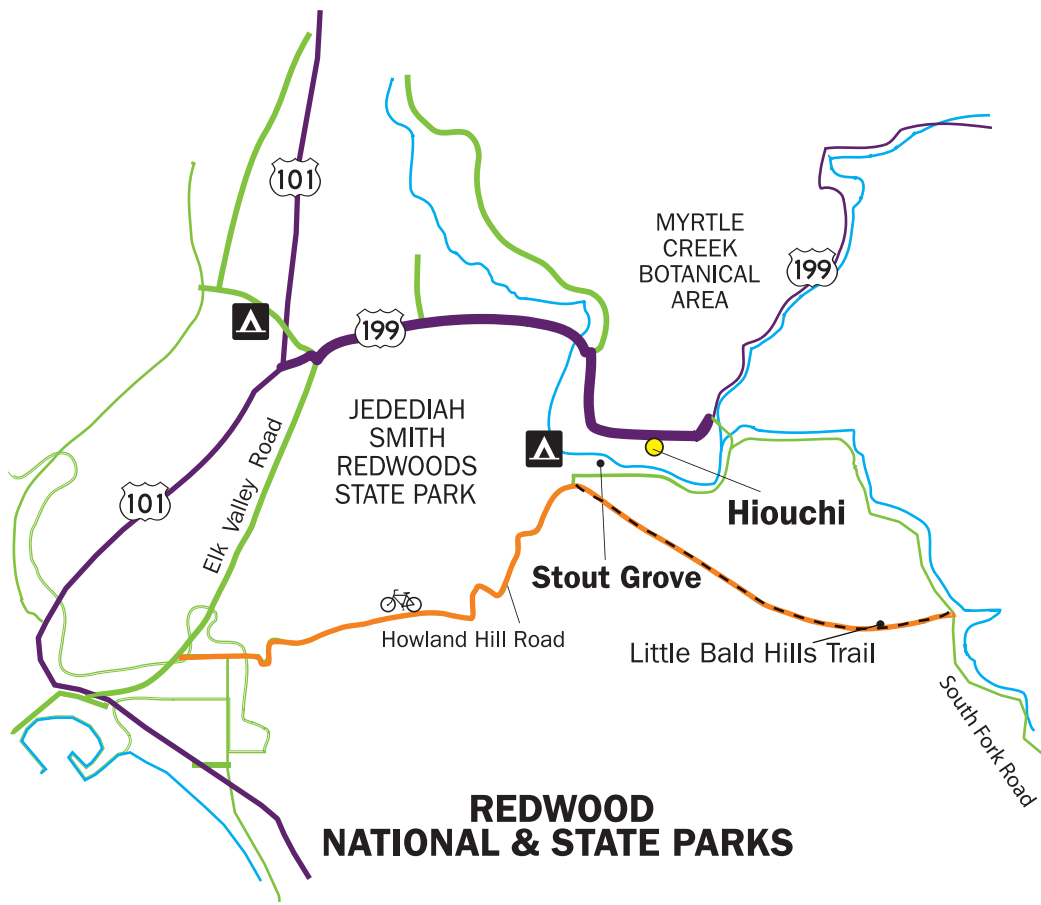 101
MYRTLE
CREEK
BOTANICAL
AREA
199
199
JEDEDIAH
SMITH
REDWOODS
STATE PARK
Elk Valley Road
101
Hiouchi
Stout Grove
Howland Hill Road
Little Bald Hills Trail
South Fork Road
REDWOOD
NATIONAL & STATE PARKS